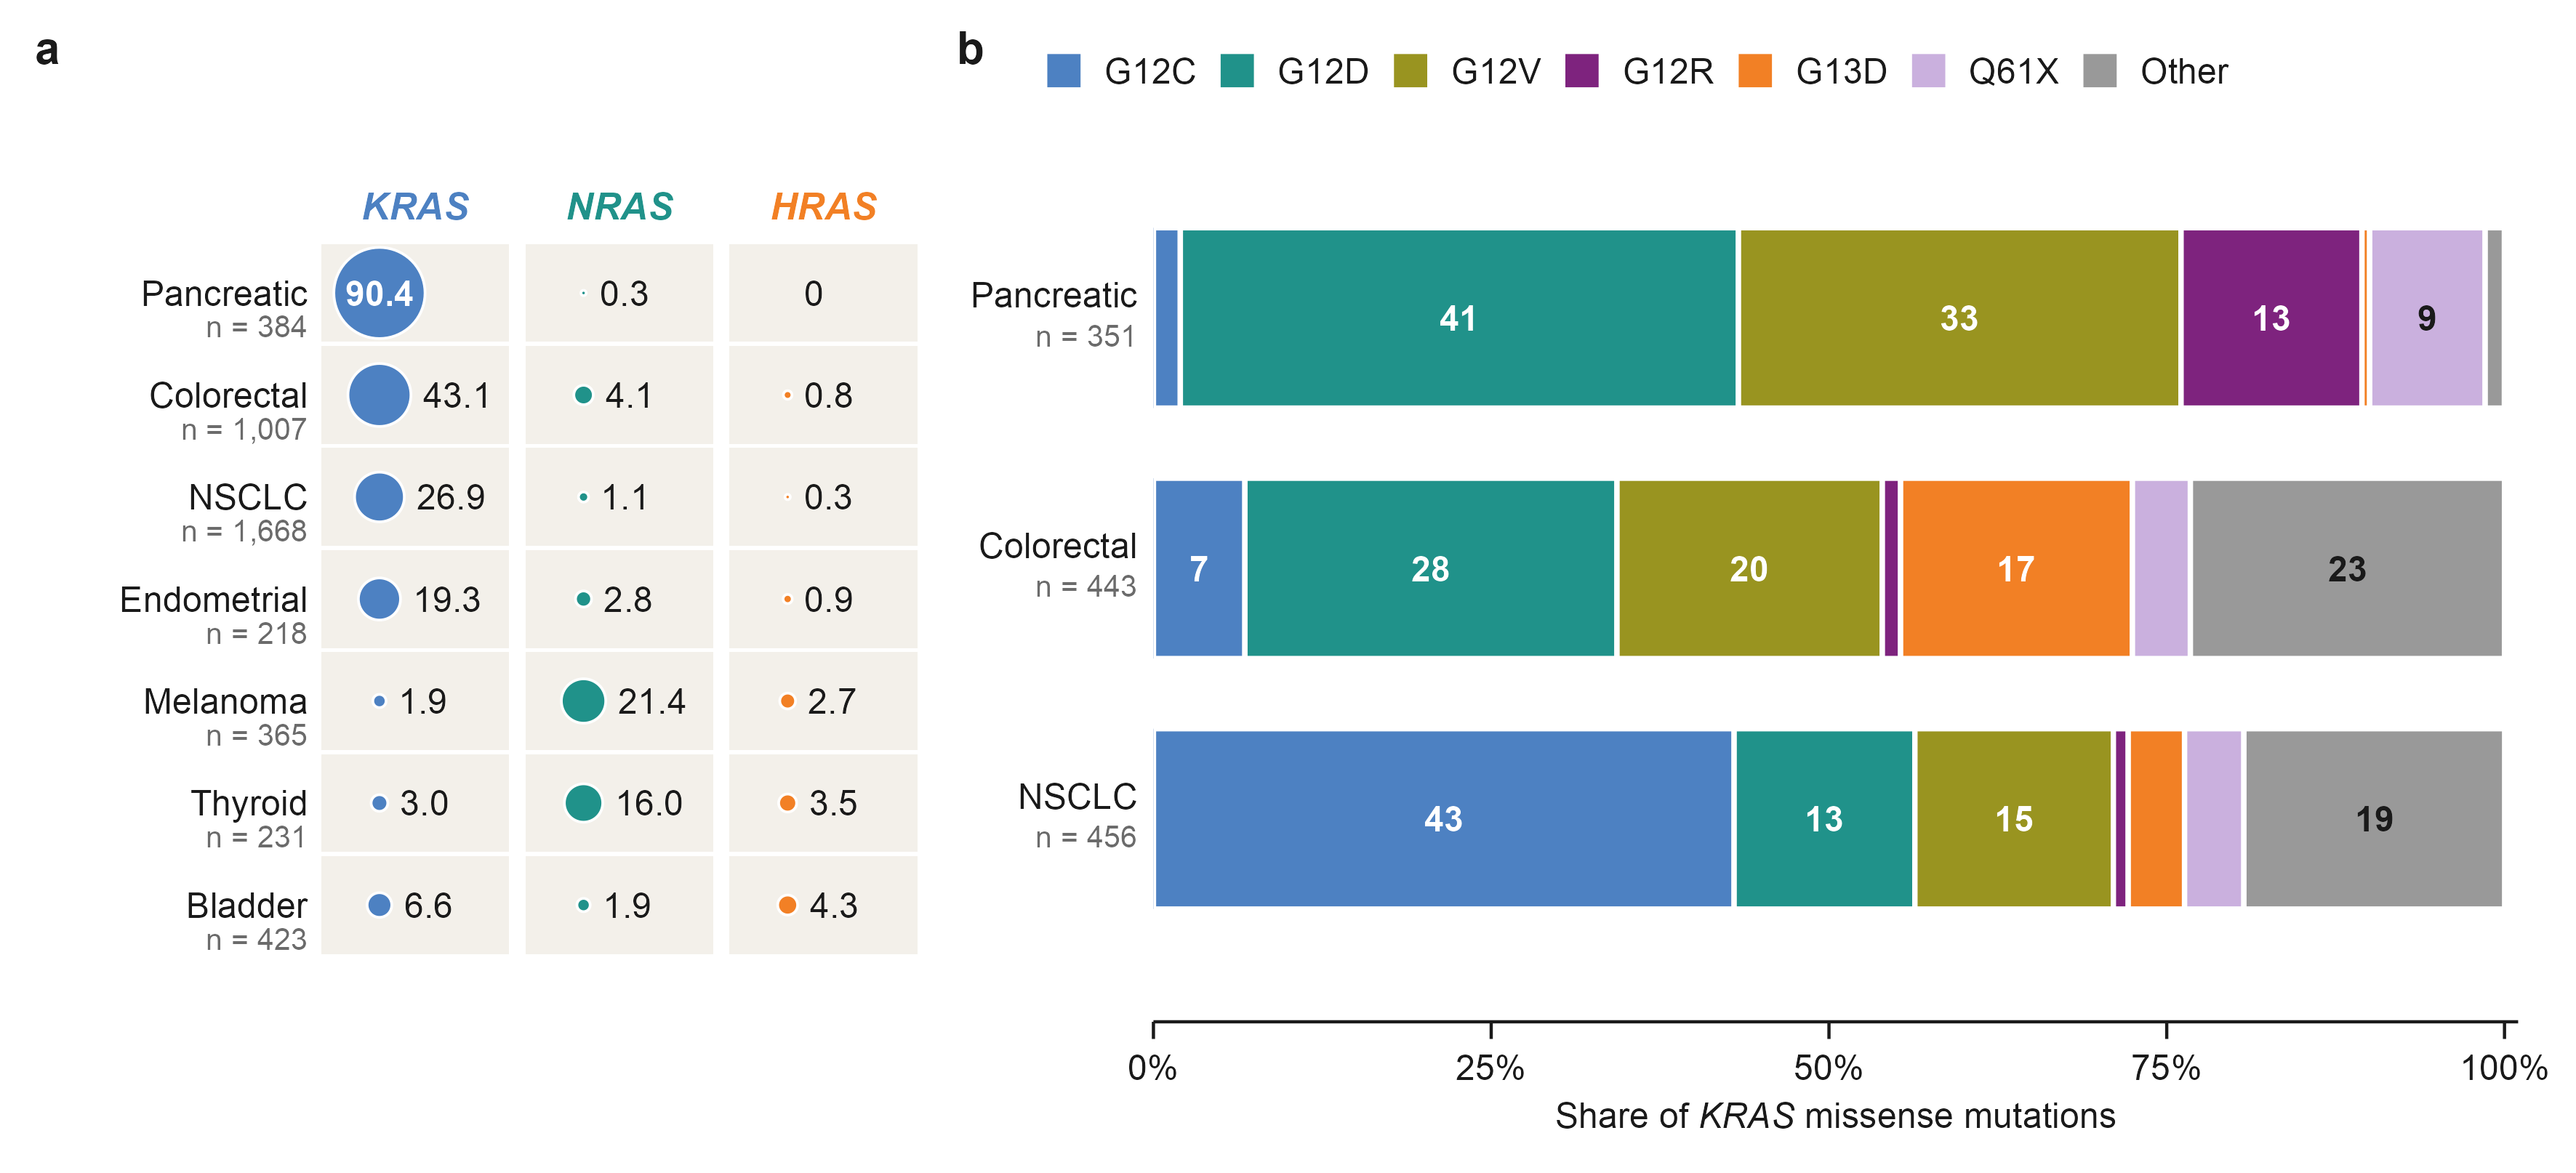 a
KRAS NRAS HRAS
Pancreatic 90.4 0.3 0
n = 384
Colorectal 43.1 4.1 0.8
n = 1,007
NSCLC 26.9 1.1 0.3
n = 1,668
Endometrial 19.3 2.8 0.9
n = 218
Melanoma 1.9 21.4 2.7
n = 365
Thyroid 3.0 16.0 3.5
n = 231
Bladder 6.6 1.9 4.3
n = 423
b
G12C G12D G12V G12R G13D Q61X Other
Pancreatic 41 33 13 9
n = 351
Colorectal 7 28 20 17 23
n = 443
NSCLC 43 13 15 19
n = 456
0% 25% 50% 75% 100%
Share of KRAS missense mutations